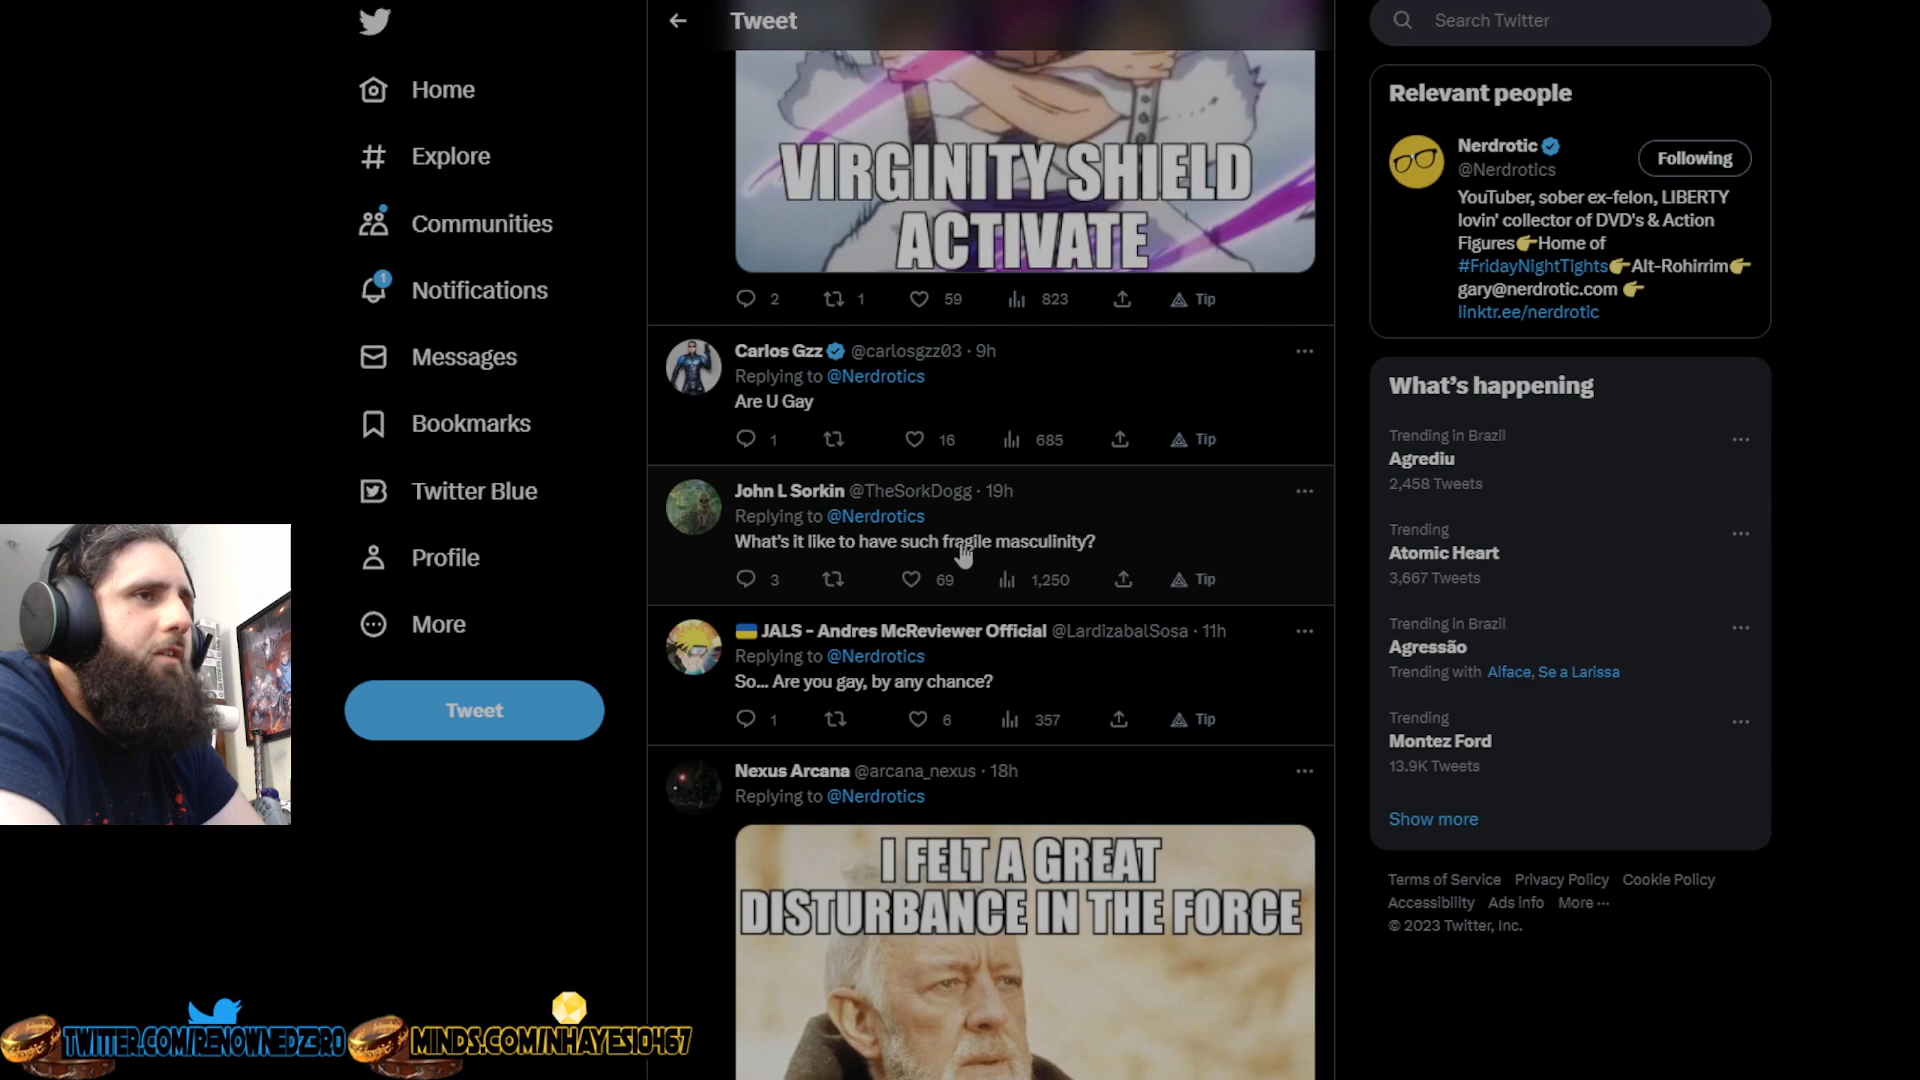 Home
Explore
Communities
1
Notifications
Messages
Bookmarks
Twitter Blue
Profile
More
Tweet
TWITTER.COM/RENOWNEDZ3R0
MINDS.COM/NHAYES10467
Tweet
VIRGINITY SHIELD
ACTIVATE
2 1 59 823 Tip
Carlos Gzz @carlosgzz03 · 9h
Replying to @Nerdrotics
Are U Gay
1 16 685 Tip
John L Sorkin @TheSorkDogg · 19h
Replying to @Nerdrotics
What's it like to have such fragile masculinity?
3 69 1,250 Tip
JALS - Andres McReviewer Official @LardizabalSosa · 11h
Replying to @Nerdrotics
So... Are you gay, by any chance?
1 6 357 Tip
Nexus Arcana @arcana_nexus · 18h
Replying to @Nerdrotics
I FELT A GREAT
DISTURBANCE IN THE FORCE
Search Twitter
Relevant people
Nerdrotic
@Nerdrotics
Following
YouTuber, sober ex-felon, LIBERTY
lovin' collector of DVD's & Action
Figures👉Home of
#FridayNightTights👉Alt-Rohirrim👉
gary@nerdrotic.com 👉
linktr.ee/nerdrotic
What's happening
Trending in Brazil
Agrediu
2,458 Tweets
Trending
Atomic Heart
3,667 Tweets
Trending in Brazil
Agressão
Trending with Alface, Se a Larissa
Trending
Montez Ford
13.9K Tweets
Show more
Terms of Service Privacy Policy Cookie Policy
Accessibility Ads info More ···
© 2023 Twitter, Inc.